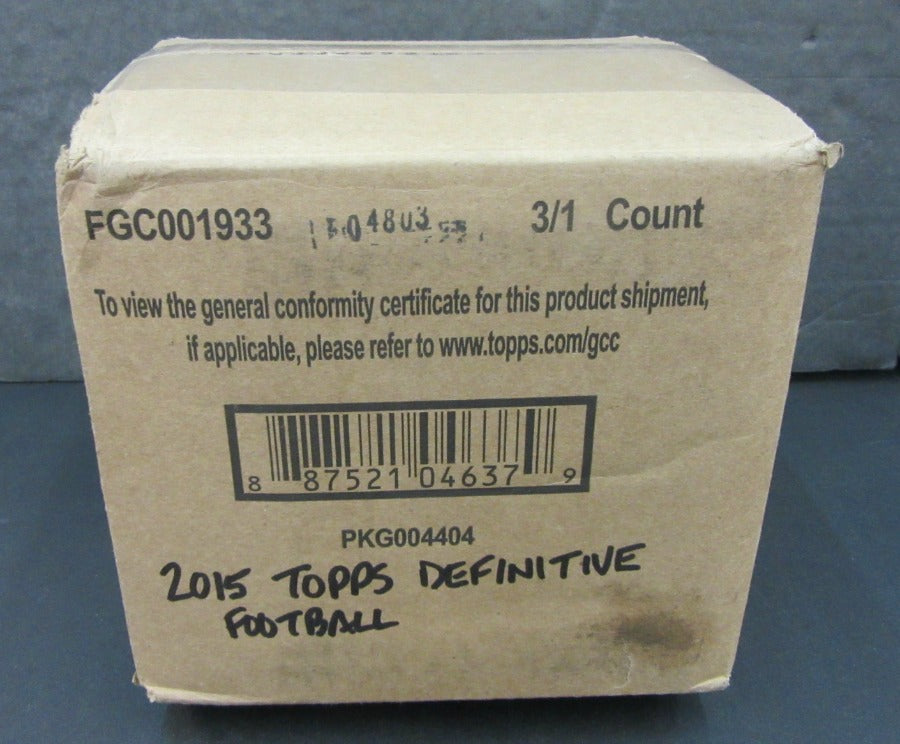 FGC001933 04803 3/1 Count
To view the general conformity certificate for this product shipment,
if applicable, please refer to www.topps.com/gcc
8 87521 04637 9
PKG004404
2015 TOPPS DEFINITIVE
FOOTBALL